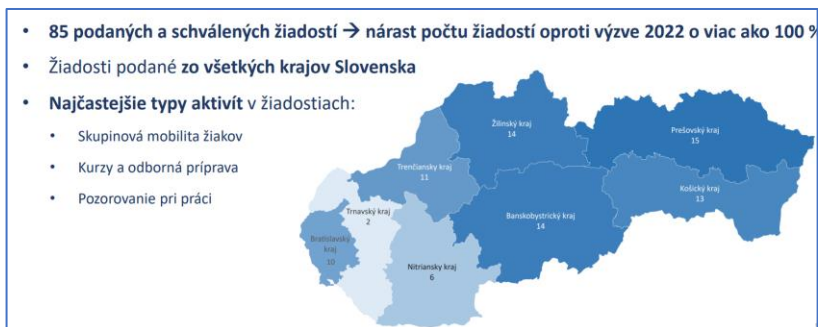 • 85 podaných a schválených žiadostí → nárast počtu žiadostí oproti výzve 2022 o viac ako 100 %
• Žiadosti podané zo všetkých krajov Slovenska
• Najčastejšie typy aktivít v žiadostiach:
• Skupinová mobilita žiakov
• Kurzy a odborná príprava
• Pozorovanie pri práci
Žilinský kraj
14
Prešovský kraj
15
Trenčiansky kraj
11
Košický kraj
13
Trnavský kraj
2
Banskobystrický kraj
14
Bratislavský
kraj
10
Nitriansky kraj
6